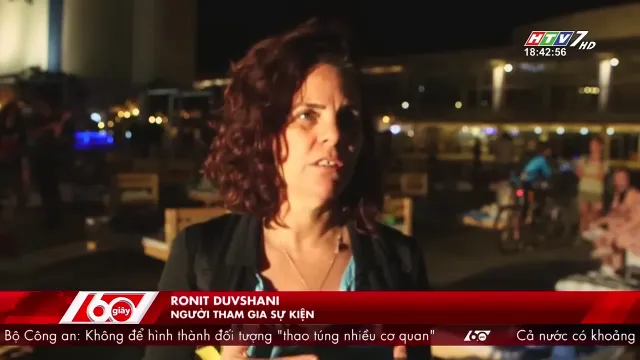 HTV7 HD
18:42:56
60 giây
RONIT DUVSHANI
NGƯỜI THAM GIA SỰ KIỆN
Bộ Công an: Không để hình thành đối tượng "thao túng nhiều cơ quan" 60 Cả nước có khoảng